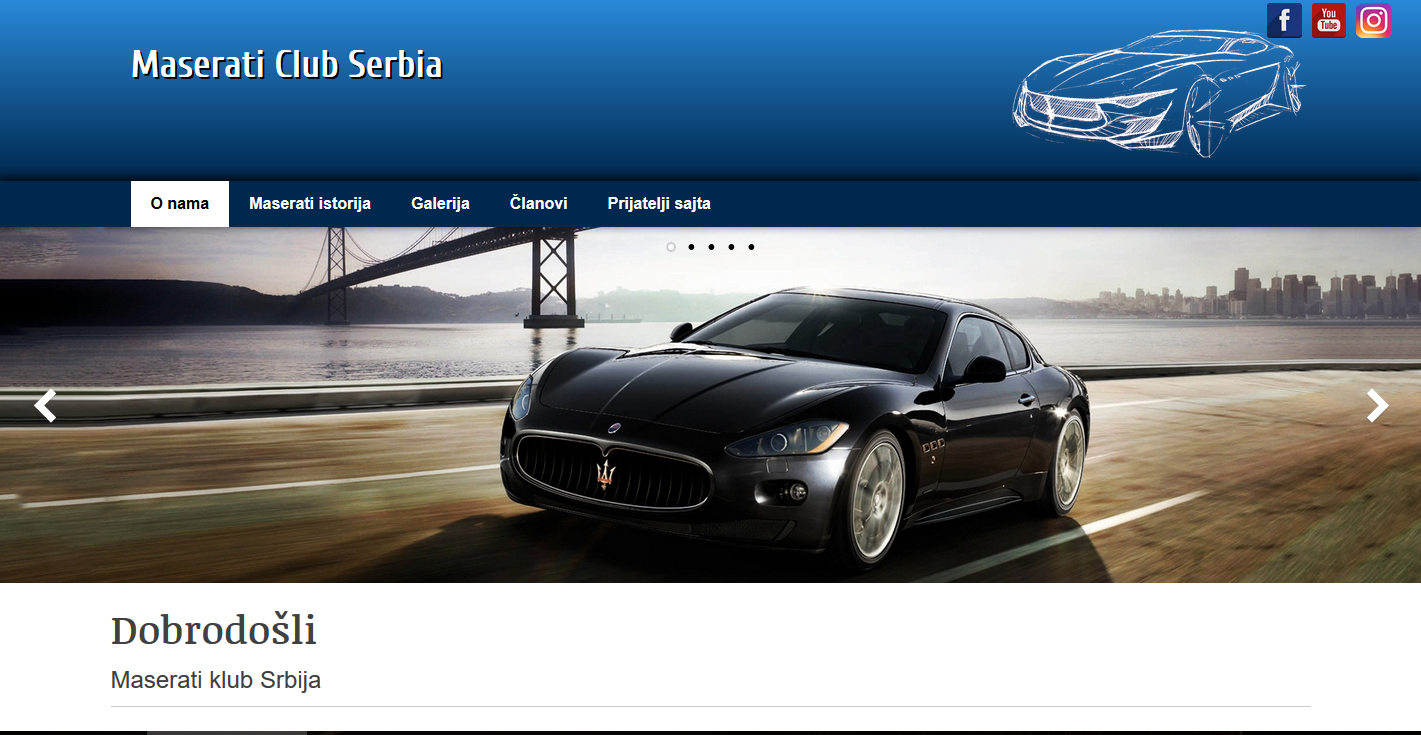 You
Tube
Maserati Club Serbia
O nama
Maserati istorija
Galerija
Članovi
Prijatelji sajta
Dobrodošli
Maserati klub Srbija